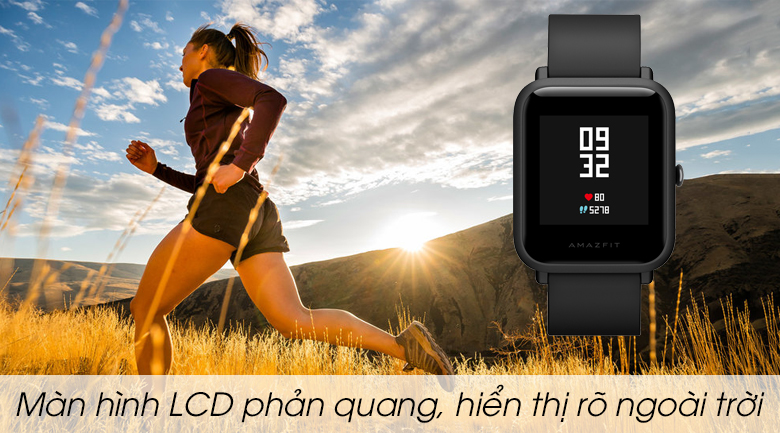 09
32
80
5278
AMAZFIT
Màn hình LCD phản quang, hiển thị rõ ngoài trời